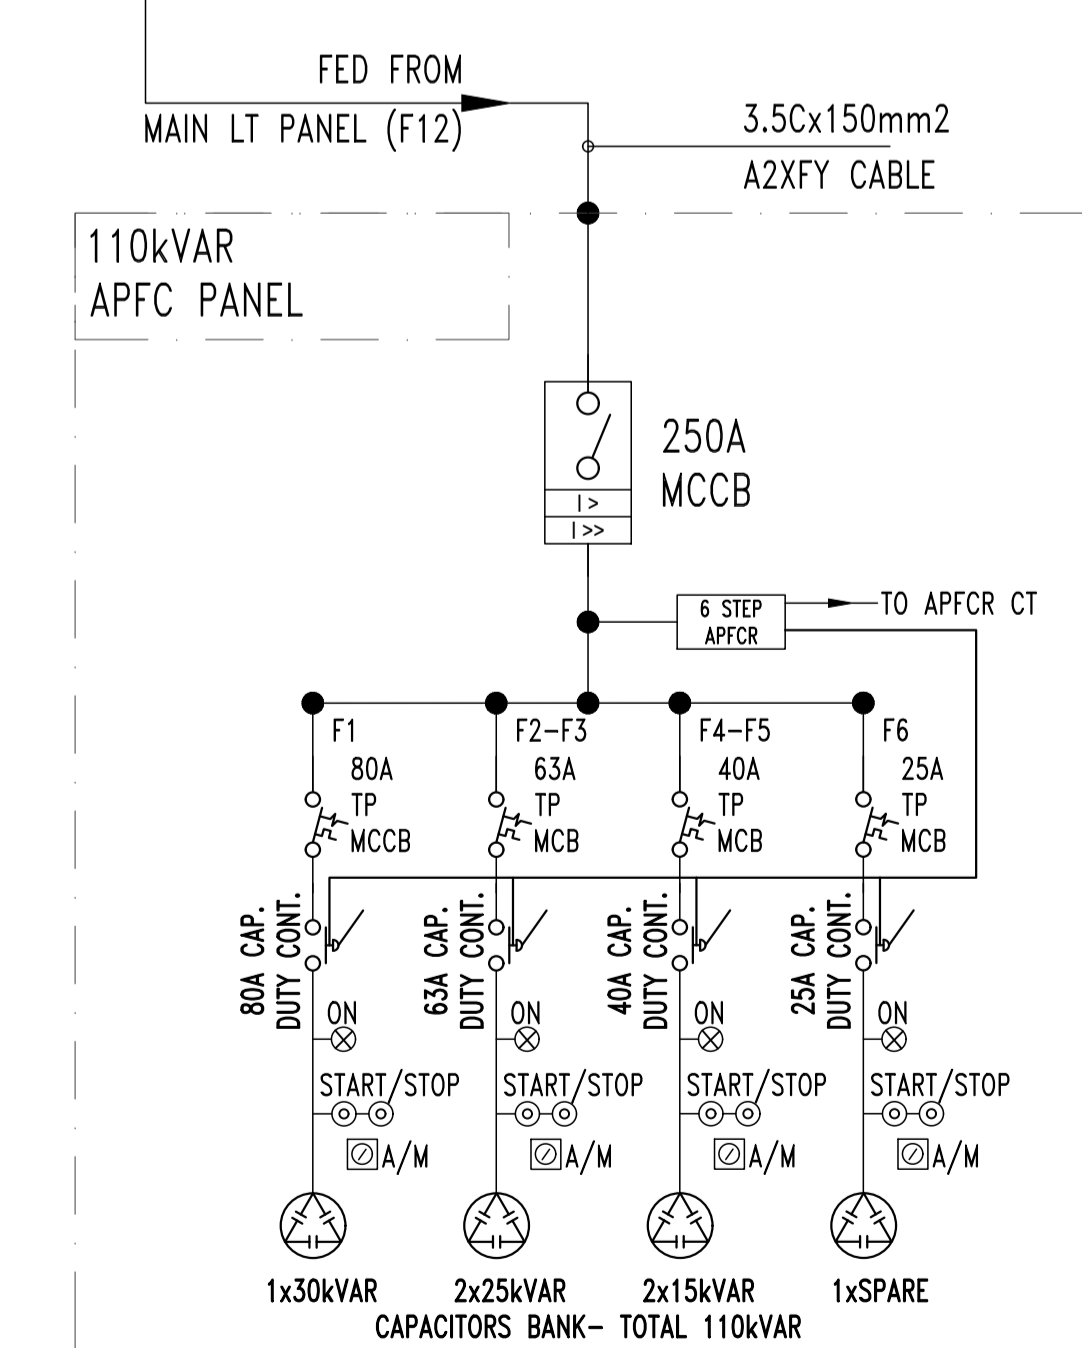 FED FROM
MAIN LT PANEL (F12)
3.5Cx150mm2
A2XFY CABLE
110kVAR
APFC PANEL
250A
MCCB
I>
I>>
6 STEP
APFCR
TO APFCR CT
F1
80A
TP
MCCB
F2-F3
63A
TP
MCB
F4-F5
40A
TP
MCB
F6
25A
TP
MCB
80A CAP.
DUTY CONT.
63A CAP.
DUTY CONT.
40A CAP.
DUTY CONT.
25A CAP.
DUTY CONT.
ON
ON
ON
ON
START/STOP
START/STOP
START/STOP
START/STOP
A/M
A/M
A/M
A/M
1x30kVAR
2x25kVAR
2x15kVAR
1xSPARE
CAPACITORS BANK- TOTAL 110kVAR